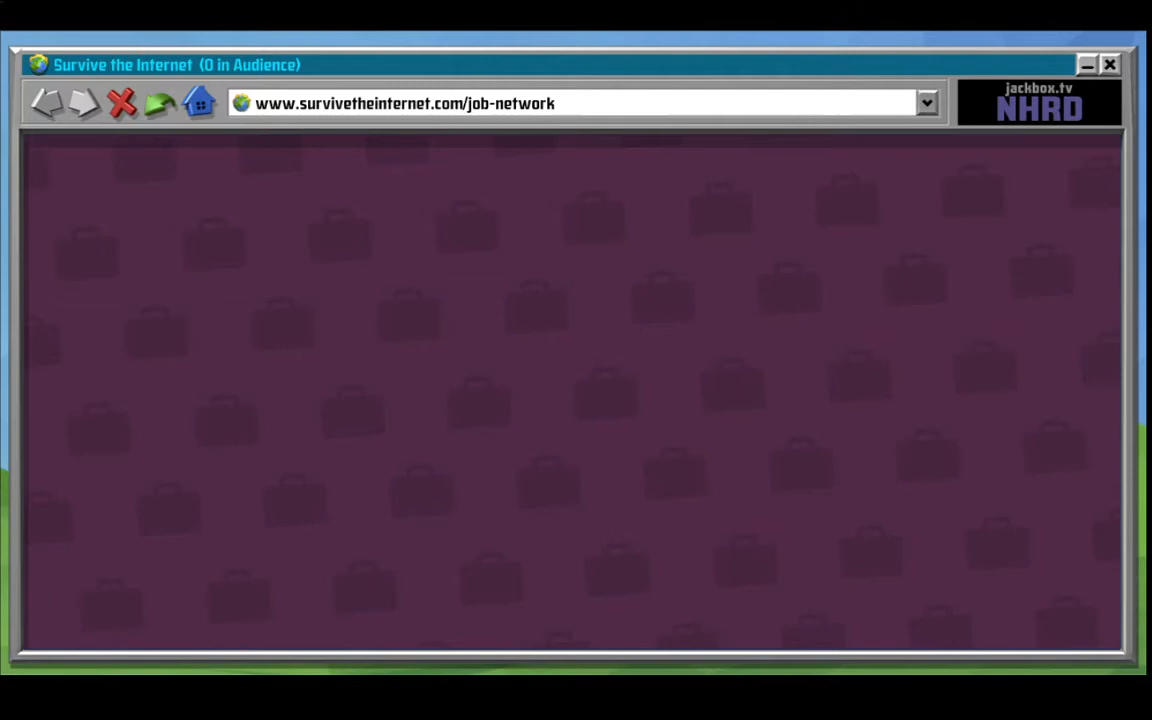 Survive the Internet (0 in Audience)
www.survivetheinternet.com/job-network
jackbox.tv
NHRD